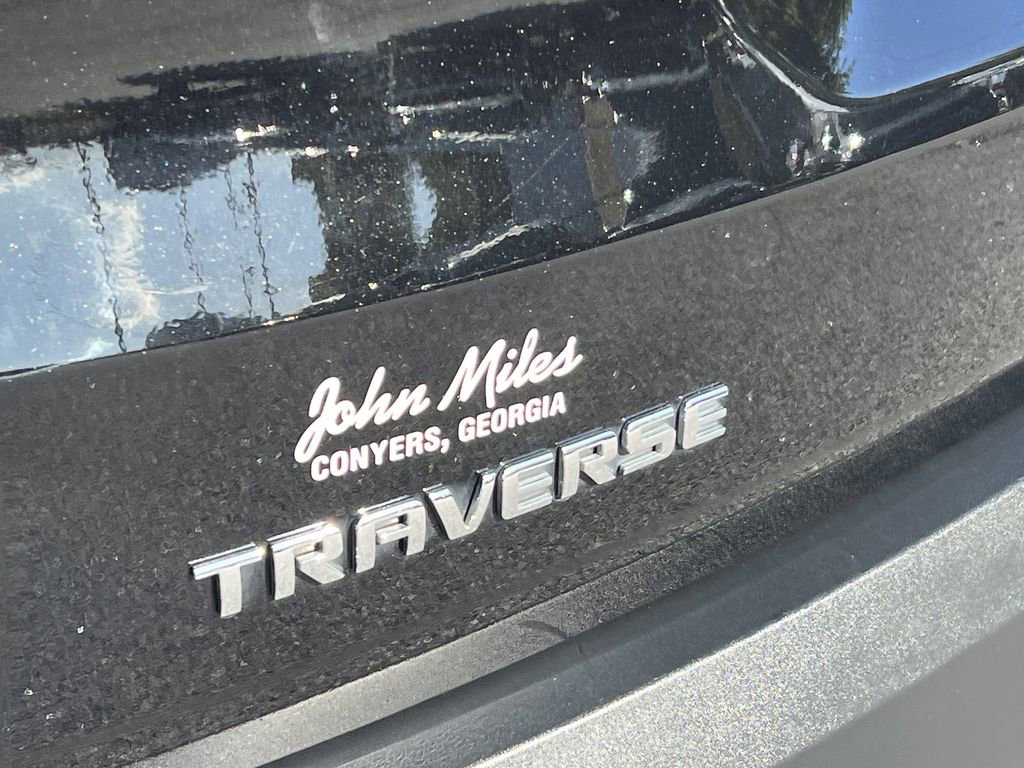 John Miles
CONYERS, GEORGIA
TRAVERSE